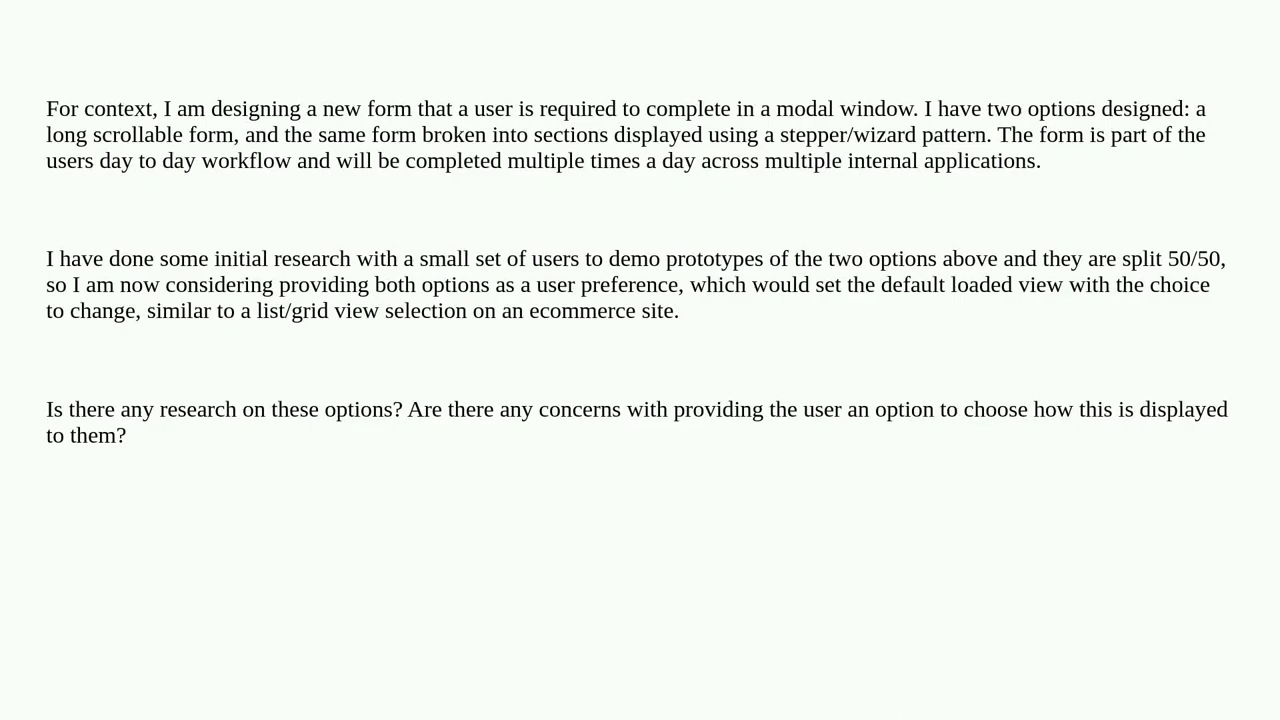 For context, I am designing a new form that a user is required to complete in a modal window. I have two options designed: a
long scrollable form, and the same form broken into sections displayed using a stepper/wizard pattern. The form is part of the
users day to day workflow and will be completed multiple times a day across multiple internal applications.
I have done some initial research with a small set of users to demo prototypes of the two options above and they are split 50/50,
so I am now considering providing both options as a user preference, which would set the default loaded view with the choice
to change, similar to a list/grid view selection on an ecommerce site.
Is there any research on these options? Are there any concerns with providing the user an option to choose how this is displayed
to them?